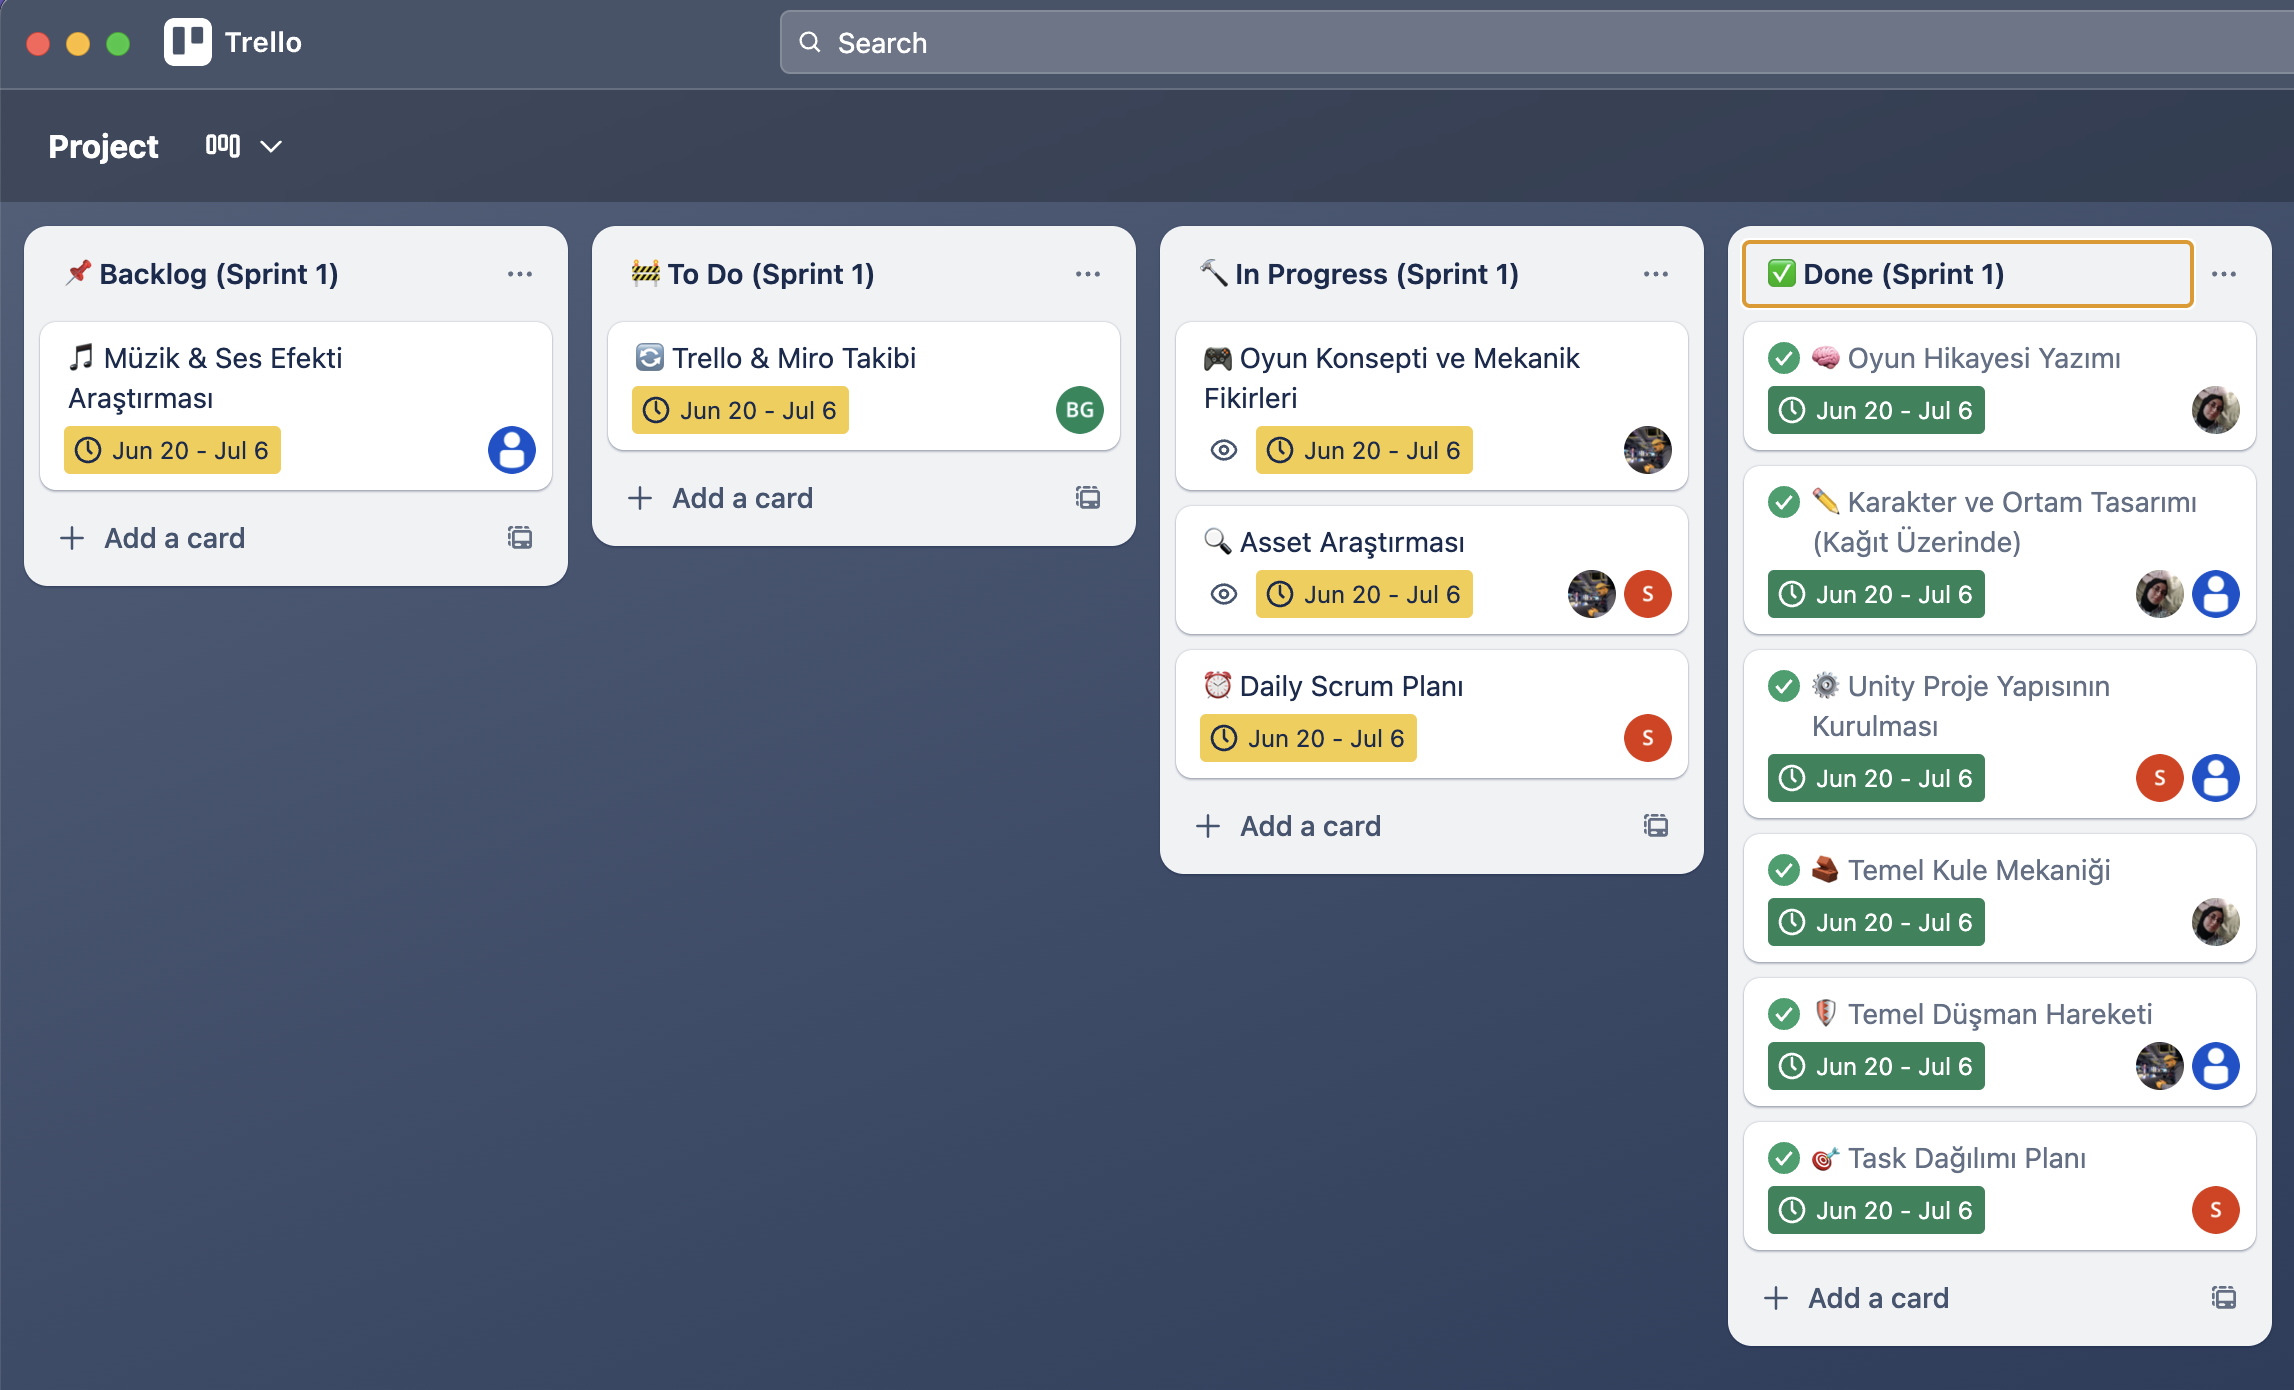 Trello
Search
Project
Backlog (Sprint 1)
Müzik & Ses Efekti
Araştırması
Jun 20 - Jul 6
Add a card
To Do (Sprint 1)
Trello & Miro Takibi
Jun 20 - Jul 6
BG
Add a card
In Progress (Sprint 1)
Oyun Konsepti ve Mekanik
Fikirleri
Jun 20 - Jul 6
Asset Araştırması
Jun 20 - Jul 6
S
Daily Scrum Planı
Jun 20 - Jul 6
S
Add a card
Done (Sprint 1)
Oyun Hikayesi Yazımı
Jun 20 - Jul 6
Karakter ve Ortam Tasarımı
(Kağıt Üzerinde)
Jun 20 - Jul 6
Unity Proje Yapısının
Kurulması
Jun 20 - Jul 6
S
Temel Kule Mekaniği
Jun 20 - Jul 6
Temel Düşman Hareketi
Jun 20 - Jul 6
Task Dağılımı Planı
Jun 20 - Jul 6
S
Add a card